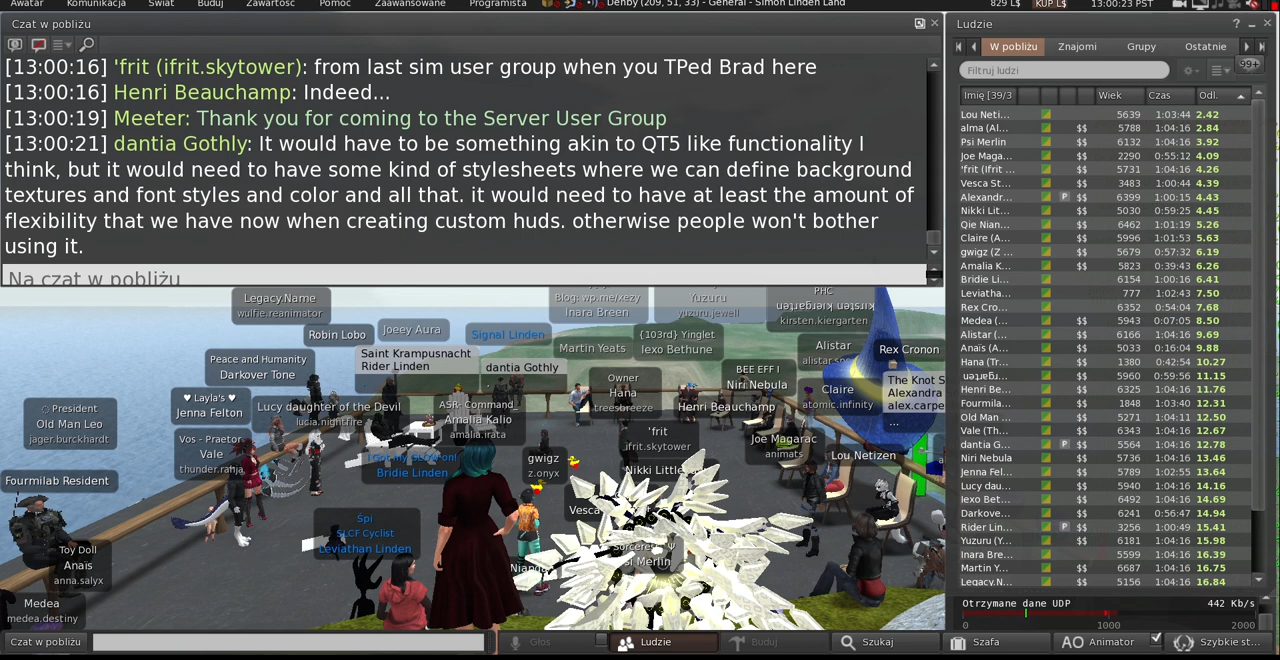 Awatar Komunikacja Świat Buduj Zawartość Pomoc Zaawansowane Programista Denby (209, 51, 33) - General - Simon Linden Land 829 L$ KUP L$ 13:00:23 PST
Czat w pobliżu
[13:00:16] 'frit (ifrit.skytower): from last sim user group when you TPed Brad here
[13:00:16] Henri Beauchamp: Indeed...
[13:00:19] Meeter: Thank you for coming to the Server User Group
[13:00:21] dantia Gothly: It would have to be something akin to QT5 like functionality I
think, but it would need to have some kind of stylesheets where we can define background
textures and font styles and color and all that. it would need to have at least the amount of
flexibility that we have now when creating custom huds. otherwise people won't bother
using it.
Na czat w pobliżu
Legacy.Name
wulfie.reanimator
Robin Lobo
Joeey Aura
Signal Linden
Blog: wp.me/xezy
Inara Breen
Yuzuru
yuzuru.jewell
PHC
kirsten.kiergarten
Saint Krampusnacht
Rider Linden
dantia Gothly
Martin Yeats
{103rd} Yinglet
Iexo Bethune
Alistar
Rex Cronon
Peace and Humanity
Darkover Tone
BEE EFF I
Niri Nebula
The Knot S
Alexandra
alex.carpe
...
Owner
Hana
treesbreeze
Claire
atomic.infinity
♥ Layla's ♥
Jenna Felton
Lucy daughter of the Devil
lucia.nightfire
ASR- Command_
Amalia Kalio
amalia.irata
Henri Beauchamp
President
Old Man Leo
jager.burckhardt
Vos - Praetor
Vale
'frit
ifrit.skytower
Joe Magarac
animats
Lou Netizen
Bridie Linden
gwigz
z.onyx
Nikki Little
Fourmilab Resident
Vesca
Spi
SLCF Cyclist
Leviathan Linden
Toy Doll
Anaïs
anna.salyx
Medea
medea.destiny
Ludzie
W pobliżu Znajomi Grupy Ostatnie
Filtruj ludzi 99+
Imię [39/3 Wiek Czas Odl.
Lou Neti... 5639 1:03:44 2.42
alma (Al... $$ 5788 1:04:16 2.84
Psi Merlin $$ 6132 1:04:16 3.92
Joe Maga... $$ 2290 0:55:12 4.09
'frit (Ifrit ... $$ 5731 1:04:16 4.26
Vesca St... $$ 3483 1:00:44 4.39
Alexandr... P $$ 6399 1:00:15 4.43
Nikki Lit... $$ 5030 0:59:25 4.45
Qie Nian... $$ 6462 1:01:19 5.26
Claire (A... $$ 5996 1:01:53 5.63
gwigz (Z ... $$ 5679 0:57:32 6.19
Amalia K... $$ 5823 0:39:43 6.26
Bridie Li... 6154 1:00:16 6.41
Leviatha... 777 1:02:43 7.50
Rex Cro... 6352 0:54:04 7.68
Medea (... $$ 5943 0:07:05 8.50
Alistar (... $$ 6166 1:04:16 9.69
Anaïs (A... $$ 5033 0:16:04 9.88
Hana (Tr... $$ 1380 0:42:54 10.27
$$ 5960 0:59:56 11.15
Henri Be... $$ 6325 1:04:16 11.76
Fourmila... $$ 1848 1:03:40 12.31
Old Man ... $$ 5271 1:04:11 12.50
Vale (Th... $$ 6343 1:04:16 12.67
dantia G... P $$ 5564 1:04:16 12.78
Niri Nebula $$ 5736 1:04:16 13.46
Jenna Fel... $$ 5789 1:02:55 13.64
Lucy dau... $$ 5940 1:04:16 14.16
Iexo Bet... $$ 6492 1:04:16 14.69
Darkove... $$ 6241 0:56:47 14.94
Rider Lin... P $$ 3256 1:00:49 15.41
Yuzuru (Y... $$ 6181 1:04:16 15.98
Inara Bre... 5599 1:04:16 16.39
Martin Y... $$ 6687 1:04:16 16.75
Legacy.N... $$ 5156 1:04:16 16.84
Otrzymane dane UDP 442 Kb/s
0 1000 2000
Czat w pobliżu Głos Ludzie Buduj Szukaj Szafa AO Animator Szybkie st...